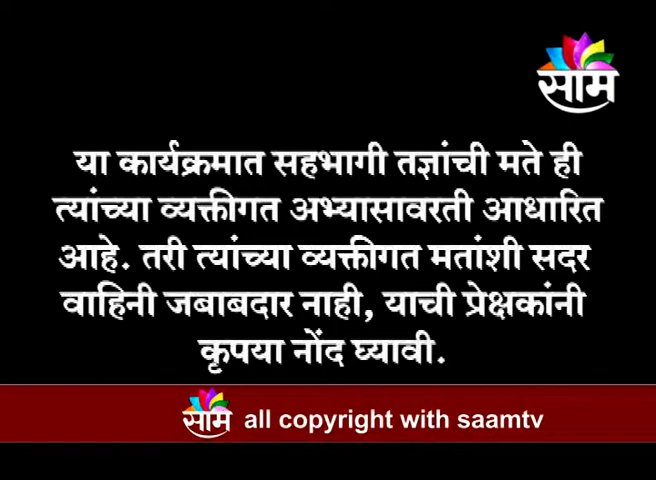 साम
या कार्यक्रमात सहभागी तज्ञांची मते ही
त्यांच्या व्यक्तीगत अभ्यासावरती आधारित
आहे. तरी त्यांच्या व्यक्तीगत मतांशी सदर
वाहिनी जबाबदार नाही, याची प्रेक्षकांनी
कृपया नोंद घ्यावी.
साम all copyright with saamtv